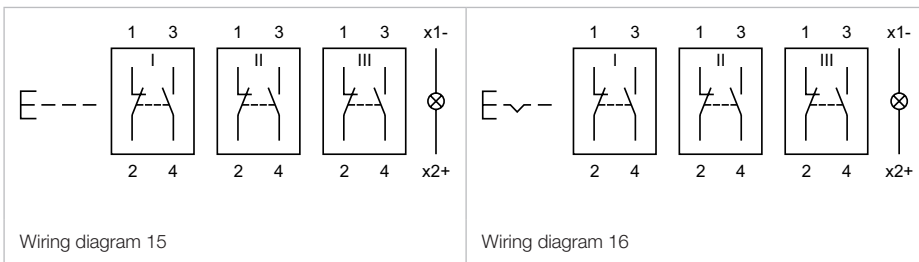 1 3 1 3 1 3 x1-
I II III
2 4 2 4 2 4 x2+
Wiring diagram 15
1 3 1 3 1 3 x1-
I II III
2 4 2 4 2 4 x2+
Wiring diagram 16